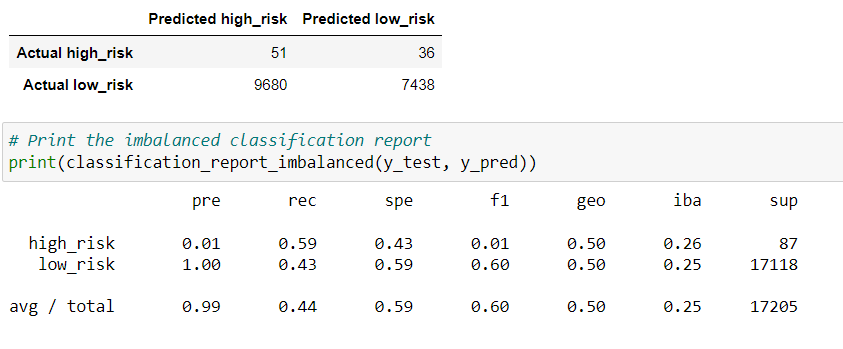 Predicted high_risk Predicted low_risk
Actual high_risk 51 36
Actual low_risk 9680 7438
# Print the imbalanced classification report
print(classification_report_imbalanced(y_test, y_pred))
pre rec spe f1 geo iba sup
high_risk 0.01 0.59 0.43 0.01 0.50 0.26 87
low_risk 1.00 0.43 0.59 0.60 0.50 0.25 17118
avg / total 0.99 0.44 0.59 0.60 0.50 0.25 17205